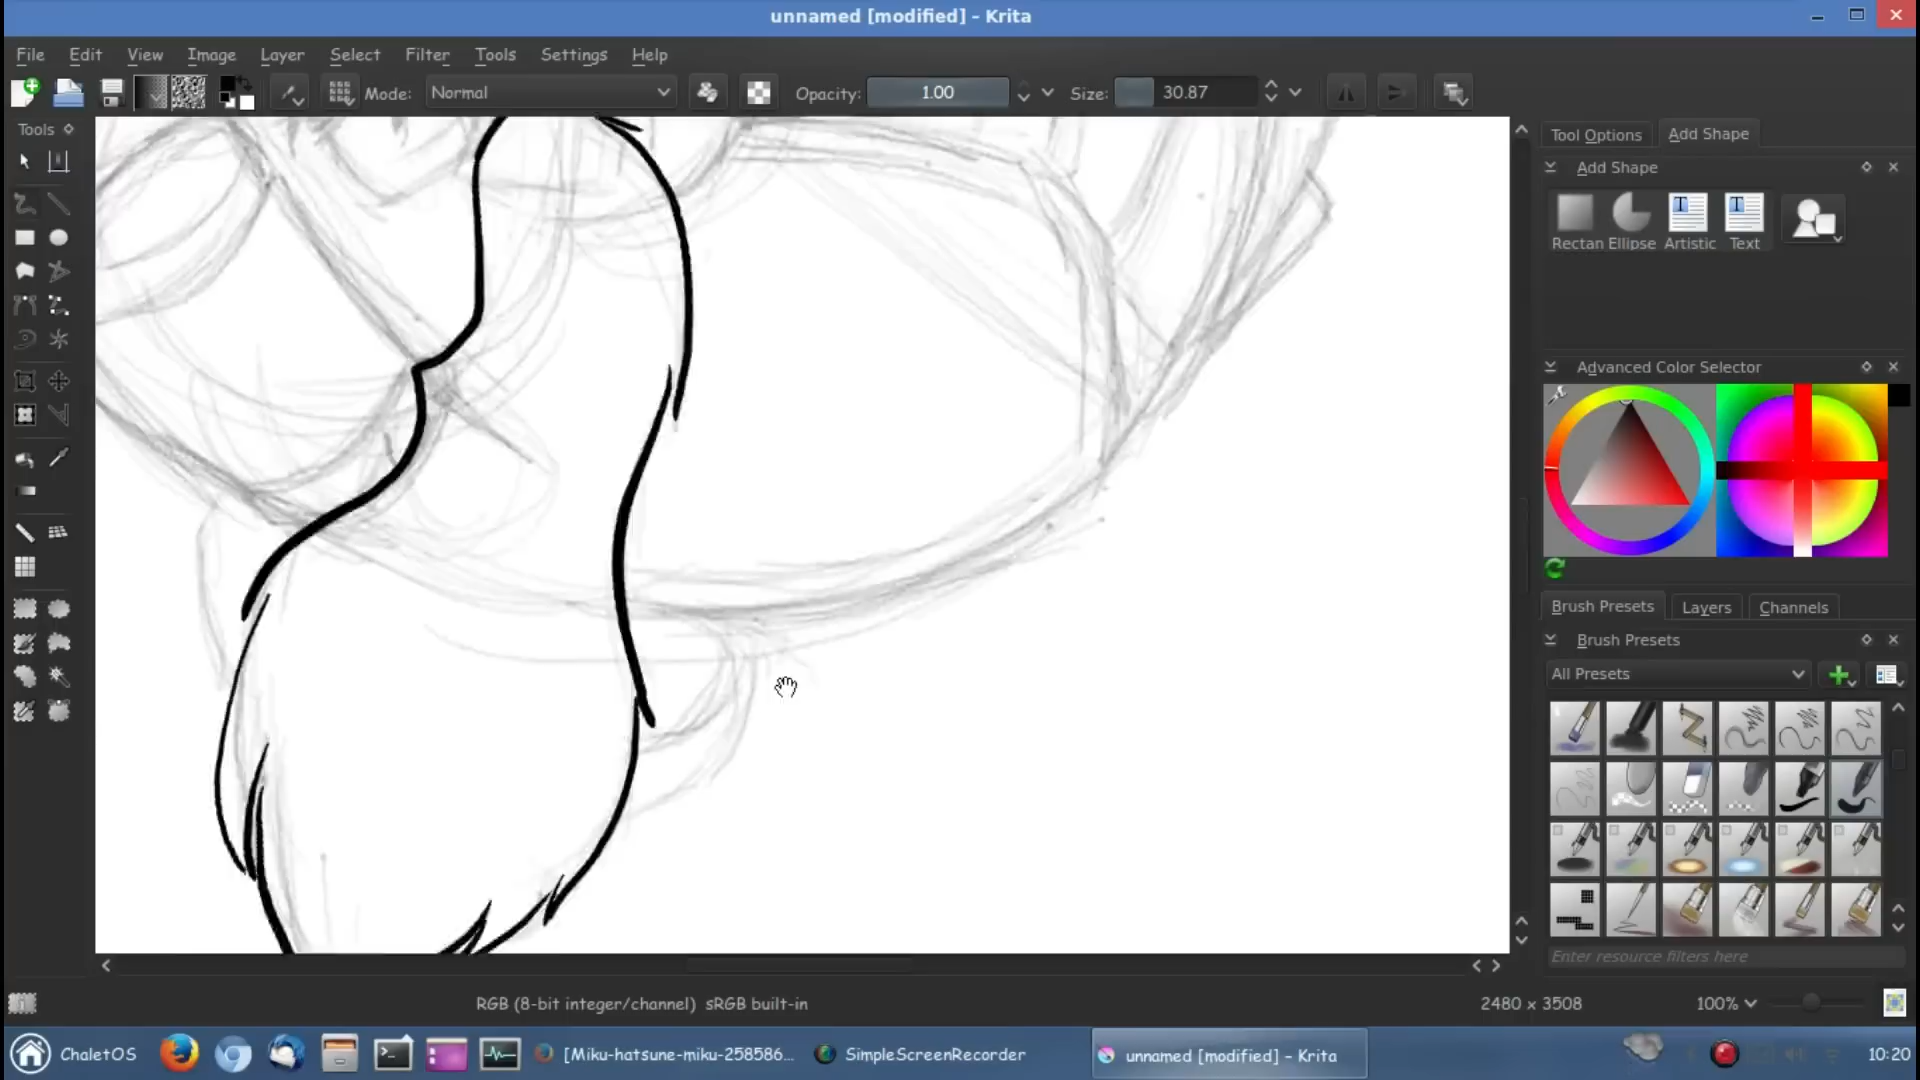 unnamed [modified] – Krita
File Edit View Image Layer Select Filter Tools Settings Help
Mode: Normal Opacity: 1.00 Size: 30.87
Tools
Tool Options Add Shape
Add Shape
T T
Rectan Ellipse Artistic Text
Advanced Color Selector
Brush Presets Layers Channels
Brush Presets
All Presets
Enter resource filters here
RGB (8-bit integer/channel) sRGB built-in 2480 x 3508 100%
ChaletOS [Miku-hatsune-miku-258586... SimpleScreenRecorder unnamed [modified] – Krita 10:20